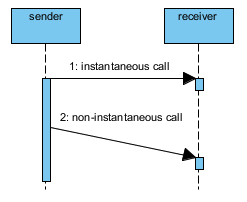 sender
receiver
1: instantaneous call
2: non-instantaneous call